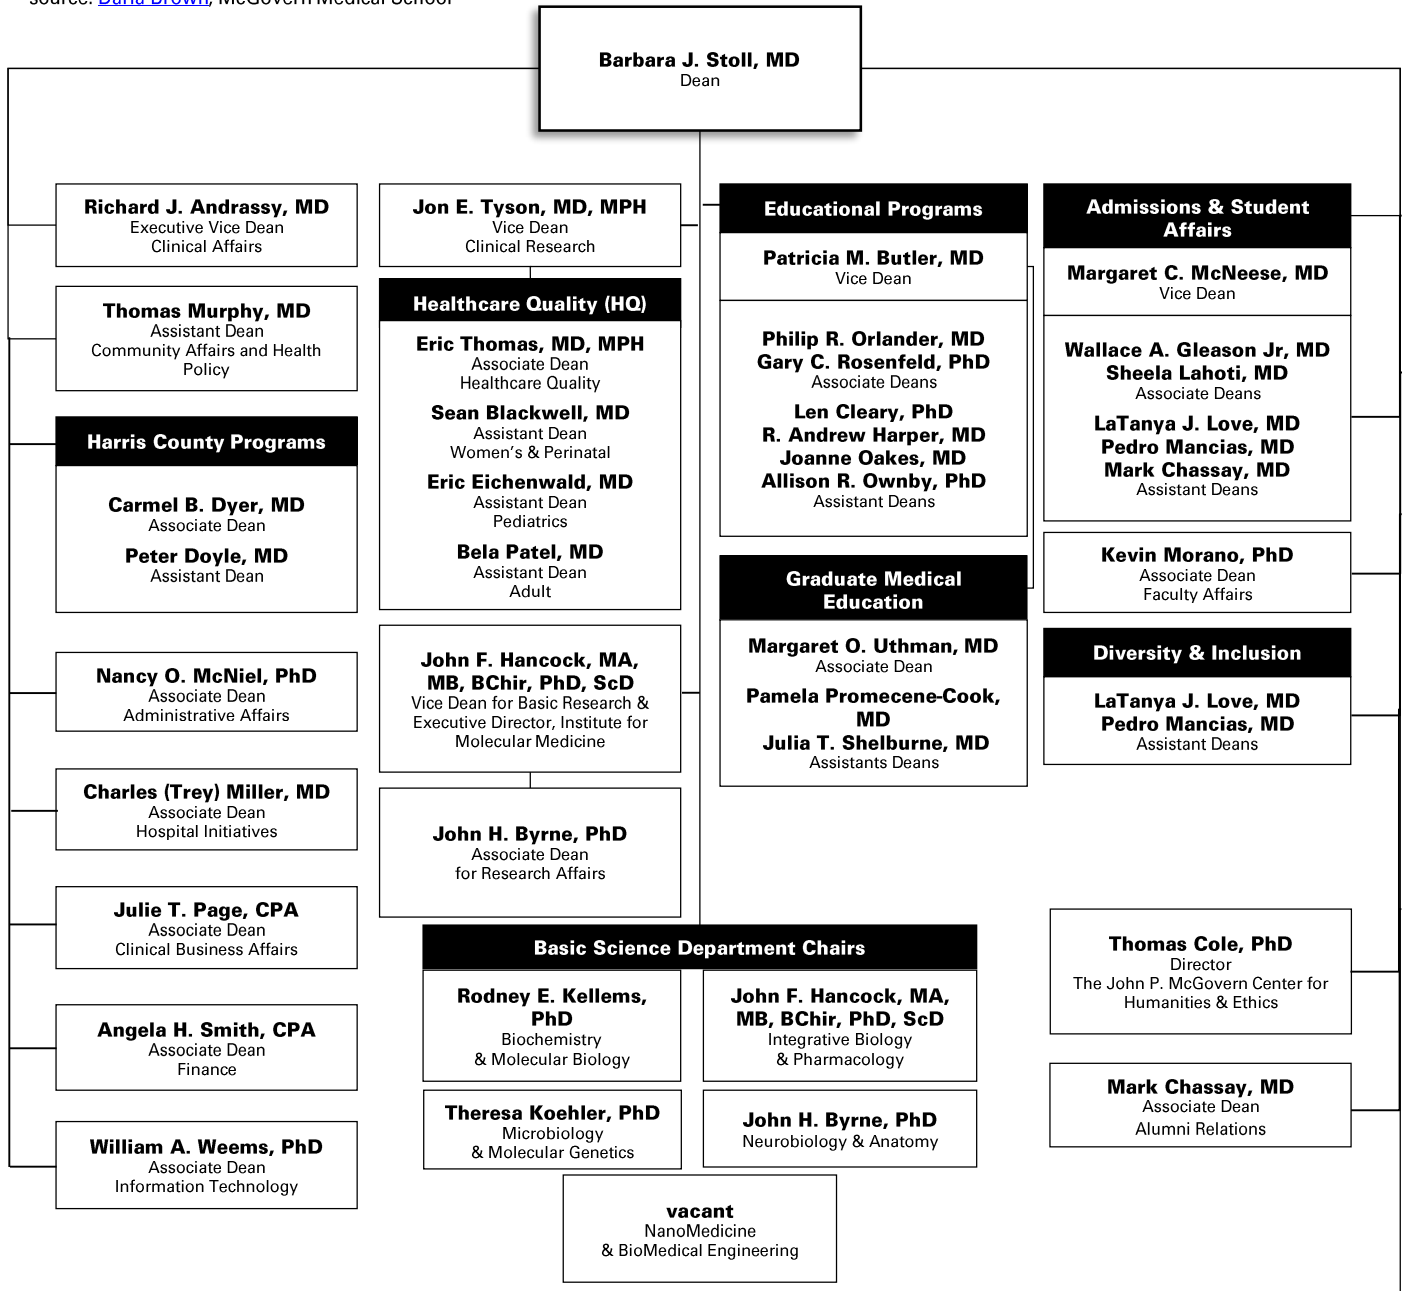 source: Darla Brown, McGovern Medical School
Barbara J. Stoll, MD
Dean
Richard J. Andrassy, MD
Executive Vice Dean
Clinical Affairs
Thomas Murphy, MD
Assistant Dean
Community Affairs and Health
Policy
Harris County Programs
Carmel B. Dyer, MD
Associate Dean
Peter Doyle, MD
Assistant Dean
Nancy O. McNiel, PhD
Associate Dean
Administrative Affairs
Charles (Trey) Miller, MD
Associate Dean
Hospital Initiatives
Julie T. Page, CPA
Associate Dean
Clinical Business Affairs
Angela H. Smith, CPA
Associate Dean
Finance
William A. Weems, PhD
Associate Dean
Information Technology
Jon E. Tyson, MD, MPH
Vice Dean
Clinical Research
Healthcare Quality (HQ)
Eric Thomas, MD, MPH
Associate Dean
Healthcare Quality
Sean Blackwell, MD
Assistant Dean
Women’s & Perinatal
Eric Eichenwald, MD
Assistant Dean
Pediatrics
Bela Patel, MD
Assistant Dean
Adult
John F. Hancock, MA,
MB, BChir, PhD, ScD
Vice Dean for Basic Research &
Executive Director, Institute for
Molecular Medicine
John H. Byrne, PhD
Associate Dean
for Research Affairs
Educational Programs
Patricia M. Butler, MD
Vice Dean
Philip R. Orlander, MD
Gary C. Rosenfeld, PhD
Associate Deans
Len Cleary, PhD
R. Andrew Harper, MD
Joanne Oakes, MD
Allison R. Ownby, PhD
Assistant Deans
Graduate Medical
Education
Margaret O. Uthman, MD
Associate Dean
Pamela Promecene-Cook,
MD
Julia T. Shelburne, MD
Assistants Deans
Admissions & Student
Affairs
Margaret C. McNeese, MD
Vice Dean
Wallace A. Gleason Jr, MD
Sheela Lahoti, MD
Associate Deans
LaTanya J. Love, MD
Pedro Mancias, MD
Mark Chassay, MD
Assistant Deans
Kevin Morano, PhD
Associate Dean
Faculty Affairs
Diversity & Inclusion
LaTanya J. Love, MD
Pedro Mancias, MD
Assistant Deans
Thomas Cole, PhD
Director
The John P. McGovern Center for
Humanities & Ethics
Mark Chassay, MD
Associate Dean
Alumni Relations
Basic Science Department Chairs
Rodney E. Kellems,
PhD
Biochemistry
& Molecular Biology
John F. Hancock, MA,
MB, BChir, PhD, ScD
Integrative Biology
& Pharmacology
Theresa Koehler, PhD
Microbiology
& Molecular Genetics
John H. Byrne, PhD
Neurobiology & Anatomy
vacant
NanoMedicine
& BioMedical Engineering